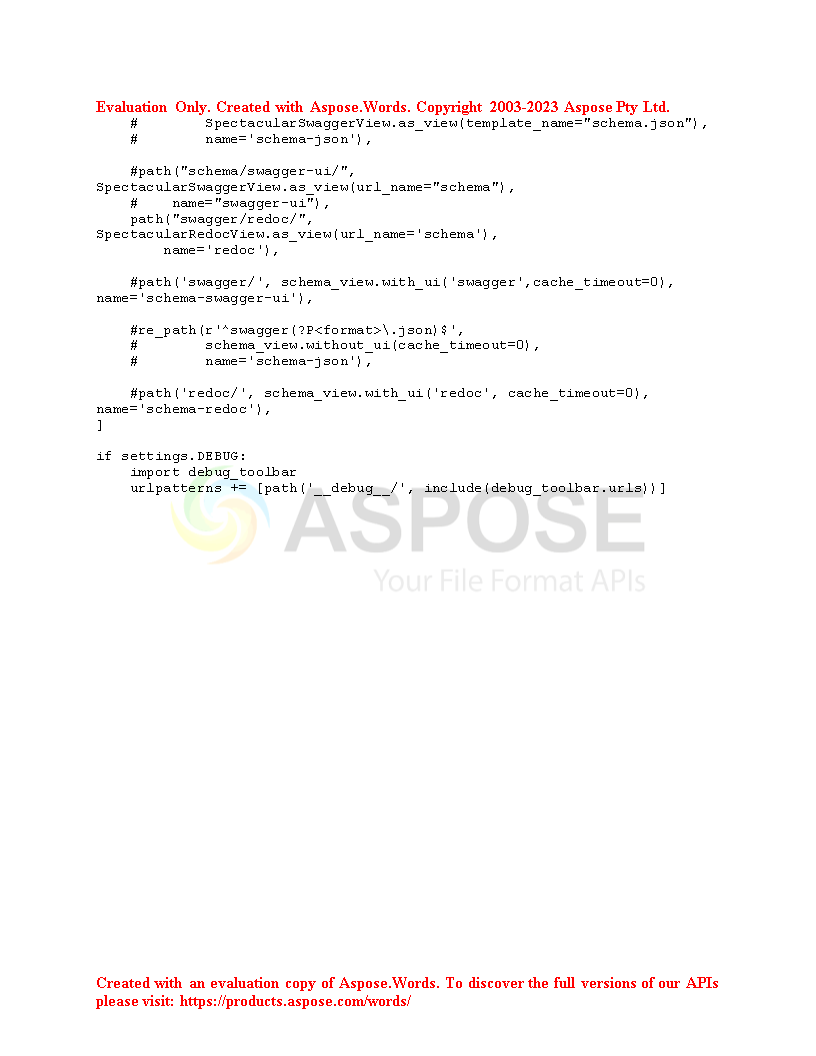 Evaluation Only. Created with Aspose.Words. Copyright 2003-2023 Aspose Pty Ltd.
    #        SpectacularSwaggerView.as_view(template_name="schema.json"),
    #        name='schema-json'),

    #path("schema/swagger-ui/",
SpectacularSwaggerView.as_view(url_name="schema"),
    #    name="swagger-ui"),
    path("swagger/redoc/",
SpectacularRedocView.as_view(url_name='schema'),
        name='redoc'),

    #path('swagger/', schema_view.with_ui('swagger',cache_timeout=0),
name='schema-swagger-ui'),

    #re_path(r'^swagger(?P<format>\.json)$',
    #        schema_view.without_ui(cache_timeout=0),
    #        name='schema-json'),

    #path('redoc/', schema_view.with_ui('redoc', cache_timeout=0),
name='schema-redoc'),
]

if settings.DEBUG:
    import debug_toolbar
    urlpatterns += [path('__debug__/', include(debug_toolbar.urls))]
ASPOSE
Your File Format APIs
Created with an evaluation copy of Aspose.Words. To discover the full versions of our APIs
please visit: https://products.aspose.com/words/